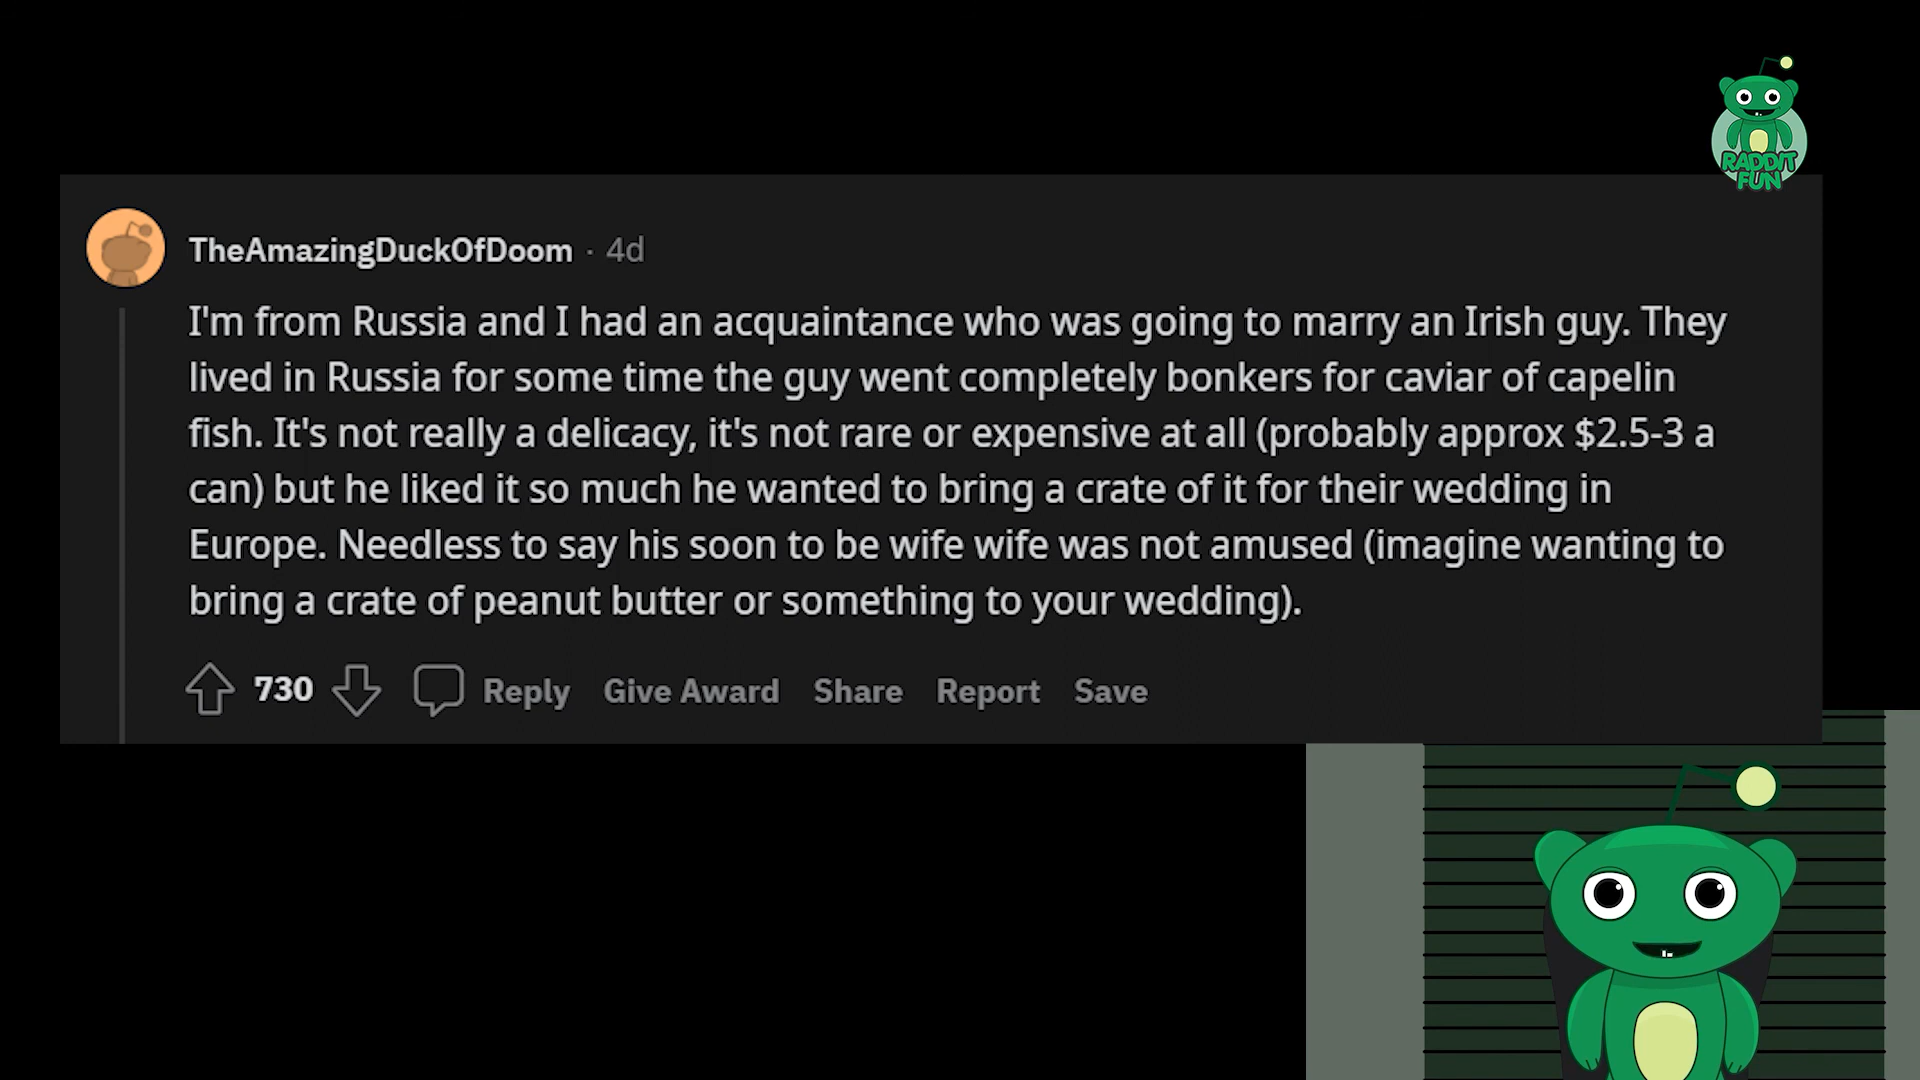 RADDIT
FUN
TheAmazingDuckOfDoom · 4d
I'm from Russia and I had an acquaintance who was going to marry an Irish guy. They
lived in Russia for some time the guy went completely bonkers for caviar of capelin
fish. It's not really a delicacy, it's not rare or expensive at all (probably approx $2.5-3 a
can) but he liked it so much he wanted to bring a crate of it for their wedding in
Europe. Needless to say his soon to be wife wife was not amused (imagine wanting to
bring a crate of peanut butter or something to your wedding).
730 Reply Give Award Share Report Save